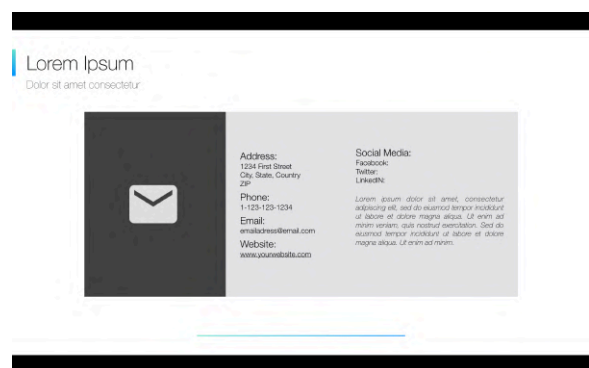 Lorem Ipsum
Dolor sit amet consectetur
Address:
1234 First Street
City, State, Country
ZIP
Phone:
1-123-123-1234
Email:
emailadress@email.com
Website:
www.yourwebsite.com
Social Media:
Facebook:
Twitter:
LinkedIN:
Lorem ipsum dolor sit amet, consectetur
adipiscing elit, sed do eiusmod tempor incididunt
ut labore et dolore magna aliqua. Ut enim ad
minim veniam, quis nostrud exercitation. Sed do
eiusmod tempor incididunt ut labore et dolore
magna aliqua. Ut enim ad minim.